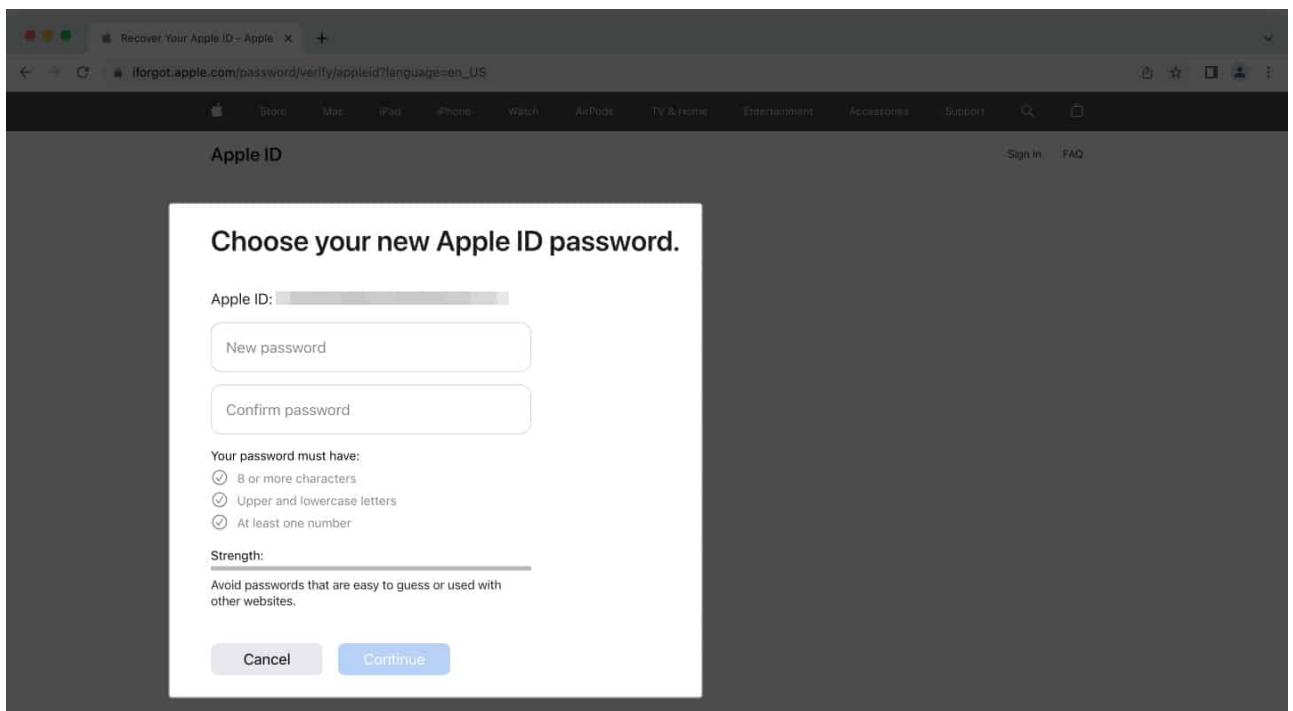 Recover Your Apple ID – Apple
iforgot.apple.com/password/verify/appleid?language=en_US
Store Mac iPad iPhone Watch AirPods TV & Home Entertainment Accessories Support
Apple ID
Sign In FAQ
Choose your new Apple ID password.
Apple ID:
New password
Confirm password
Your password must have:
8 or more characters
Upper and lowercase letters
At least one number
Strength:
Avoid passwords that are easy to guess or used with
other websites.
Cancel Continue